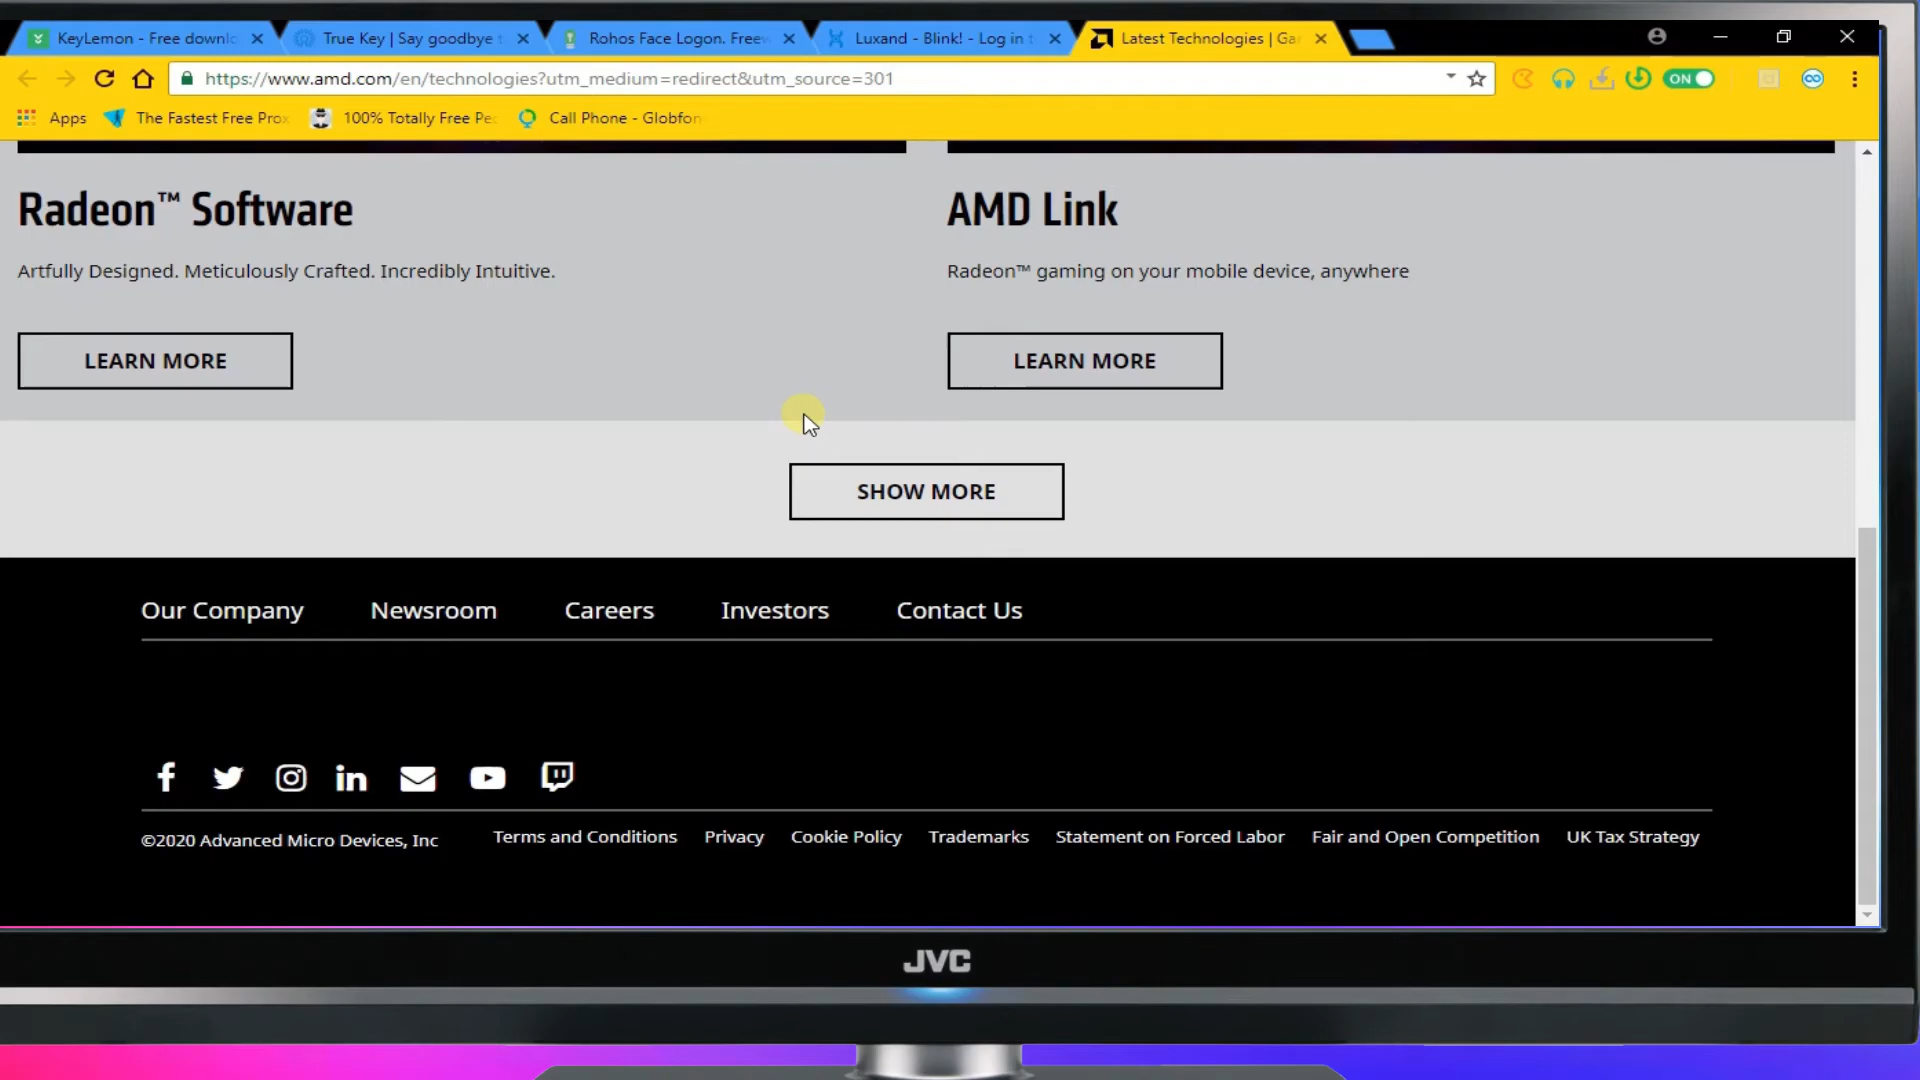 KeyLemon - Free downl
True Key | Say goodbye t
Rohos Face Logon. Freew
Luxand - Blink! - Log in t
Latest Technologies | Ga
https://www.amd.com/en/technologies?utm_medium=redirect&utm_source=301
ON
Apps
The Fastest Free Prox
100% Totally Free Pe
Call Phone - Globfon
Radeon™ Software
AMD Link
Artfully Designed. Meticulously Crafted. Incredibly Intuitive.
Radeon™ gaming on your mobile device, anywhere
LEARN MORE
LEARN MORE
SHOW MORE
Our Company
Newsroom
Careers
Investors
Contact Us
©2020 Advanced Micro Devices, Inc
Terms and Conditions
Privacy
Cookie Policy
Trademarks
Statement on Forced Labor
Fair and Open Competition
UK Tax Strategy
JVC